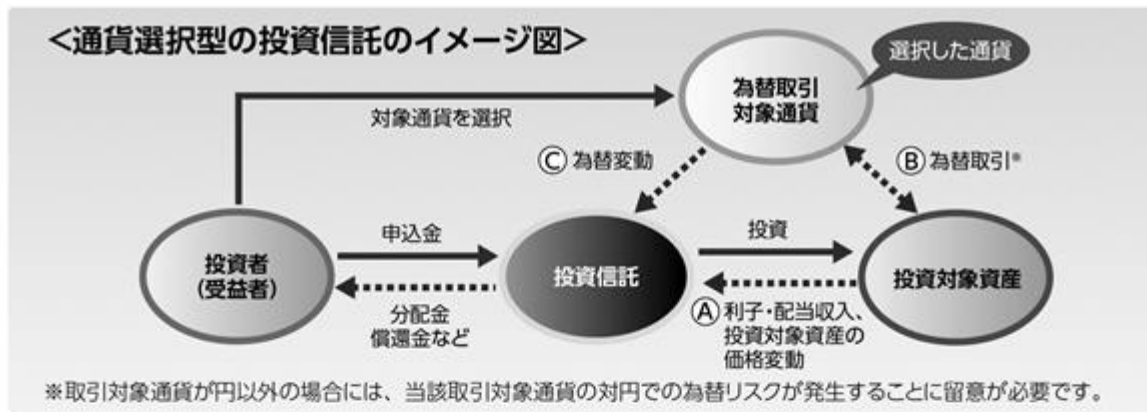 <通貨選択型の投資信託のイメージ図>
選択した通貨
為替取引
対象通貨
対象通貨を選択
Ⓒ 為替変動
Ⓑ 為替取引※
申込金
投資
投資者
(受益者)
投資信託
投資対象資産
分配金
償還金など
Ⓐ 利子・配当収入、
投資対象資産の
価格変動
※取引対象通貨が円以外の場合には、当該取引対象通貨の対円での為替リスクが発生することに留意が必要です。